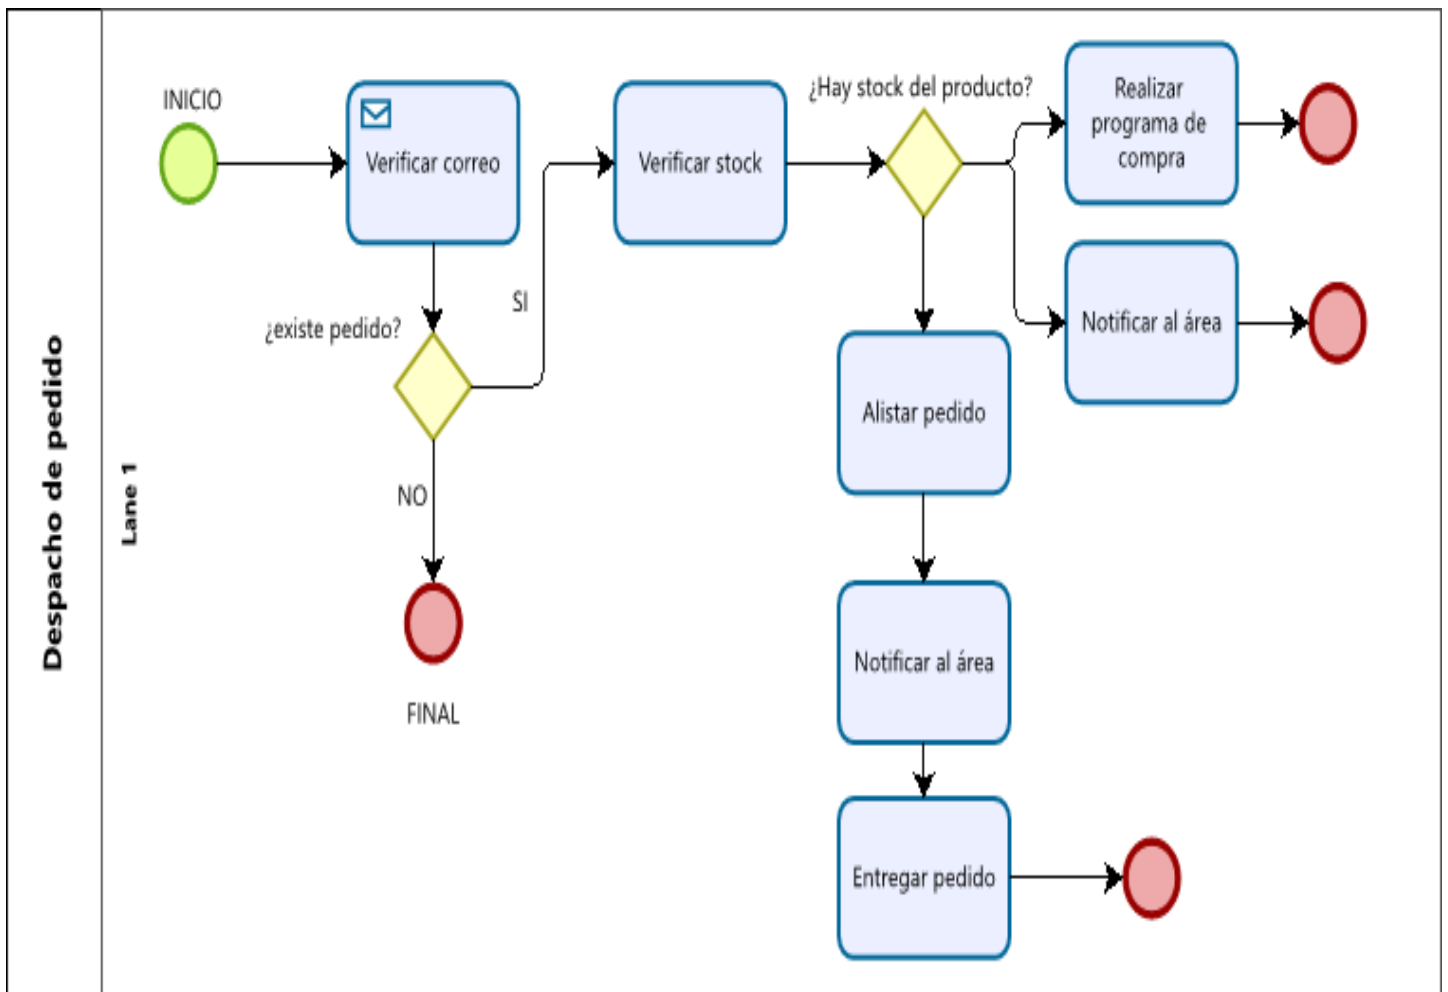 Despacho de pedido
Lane 1
INICIO
Verificar correo
¿existe pedido?
SI
NO
FINAL
Verificar stock
¿Hay stock del producto?
Realizar
programa de
compra
Notificar al área
Alistar pedido
Notificar al área
Entregar pedido